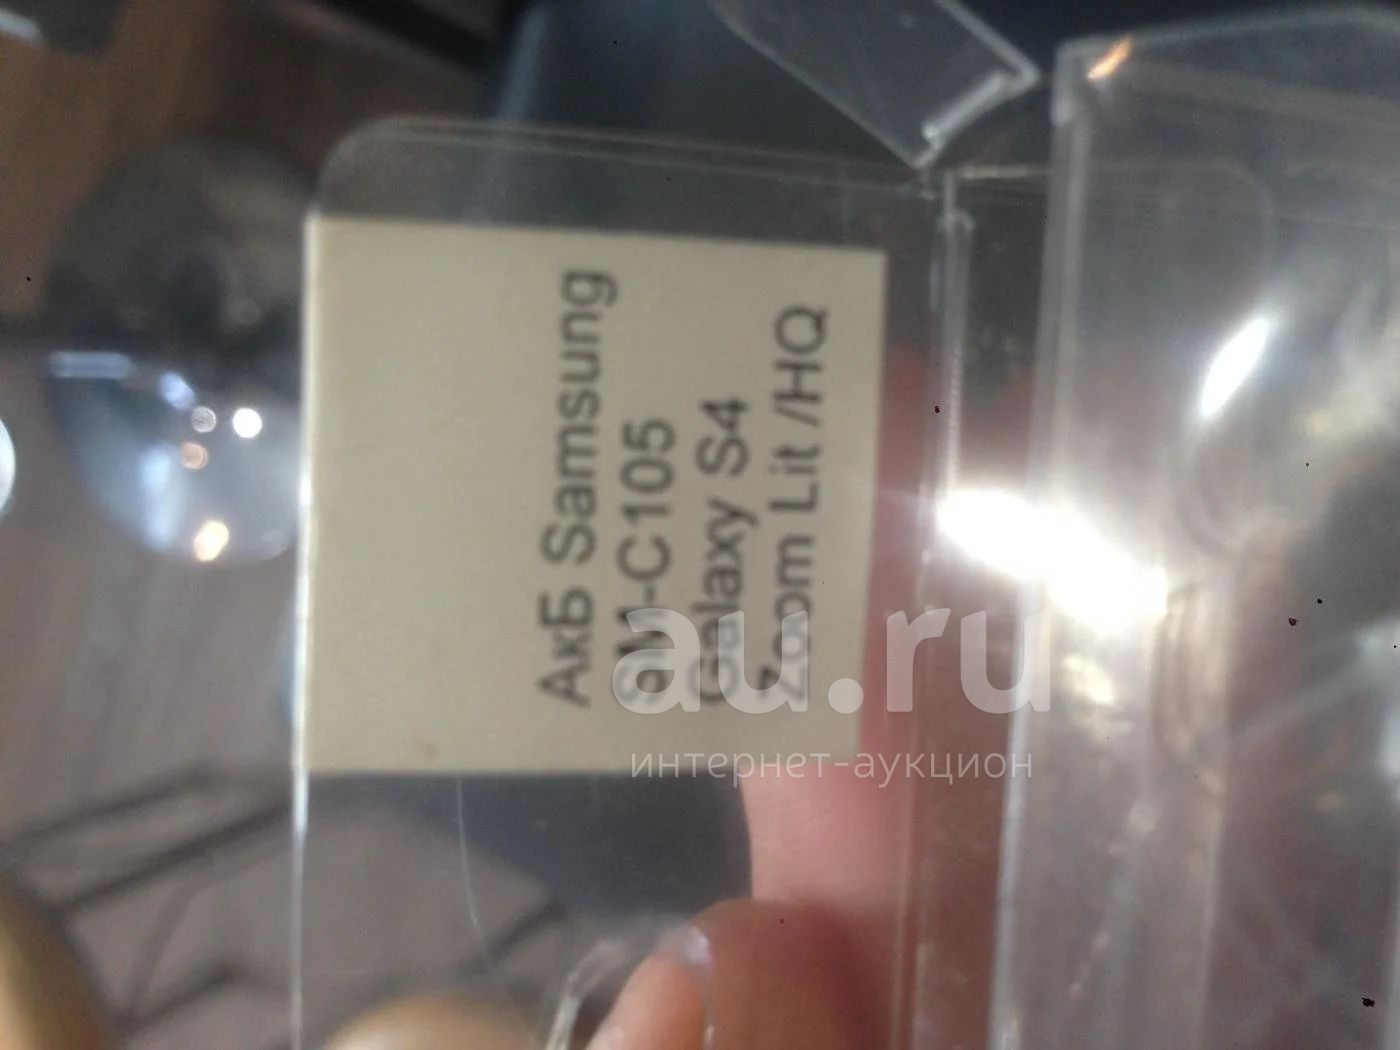 АкБ Samsung
SM-C105
Galaxy S4
Zoom Lit /HQ
au.ru
интернет-аукцион